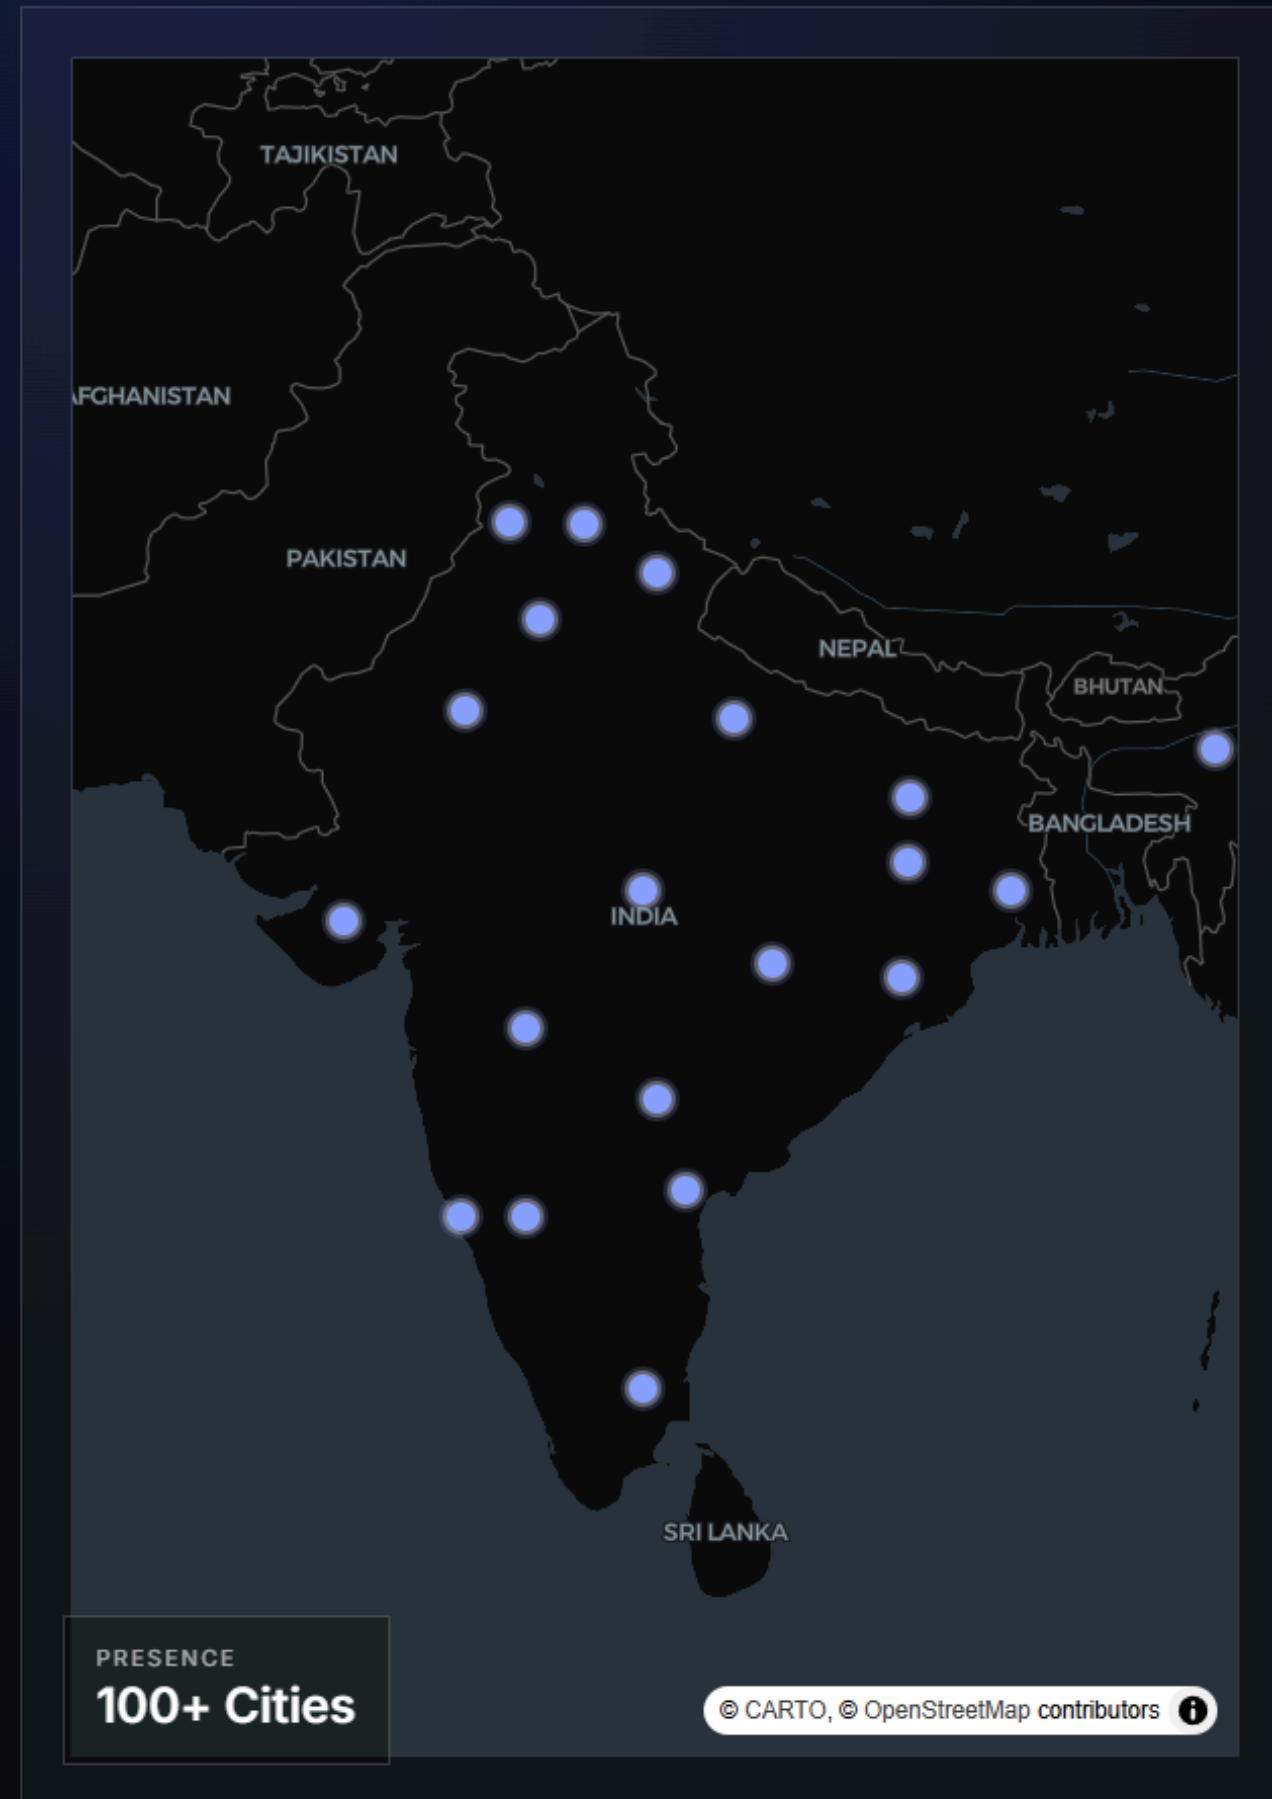 TAJIKISTAN
AFGHANISTAN
PAKISTAN
NEPAL
BHUTAN
BANGLADESH
INDIA
SRI LANKA
PRESENCE
100+ Cities
© CARTO, © OpenStreetMap contributors